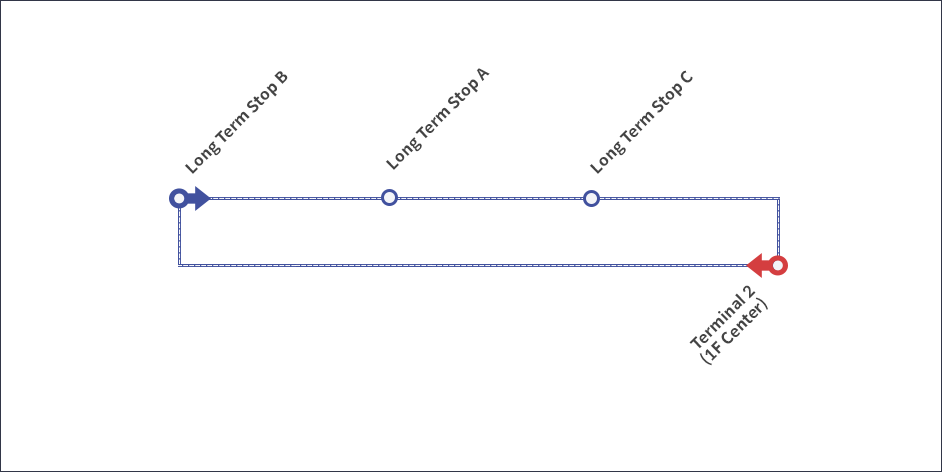 Long Term Stop B
Long Term Stop A
Long Term Stop C
Terminal 2
(1F Center)